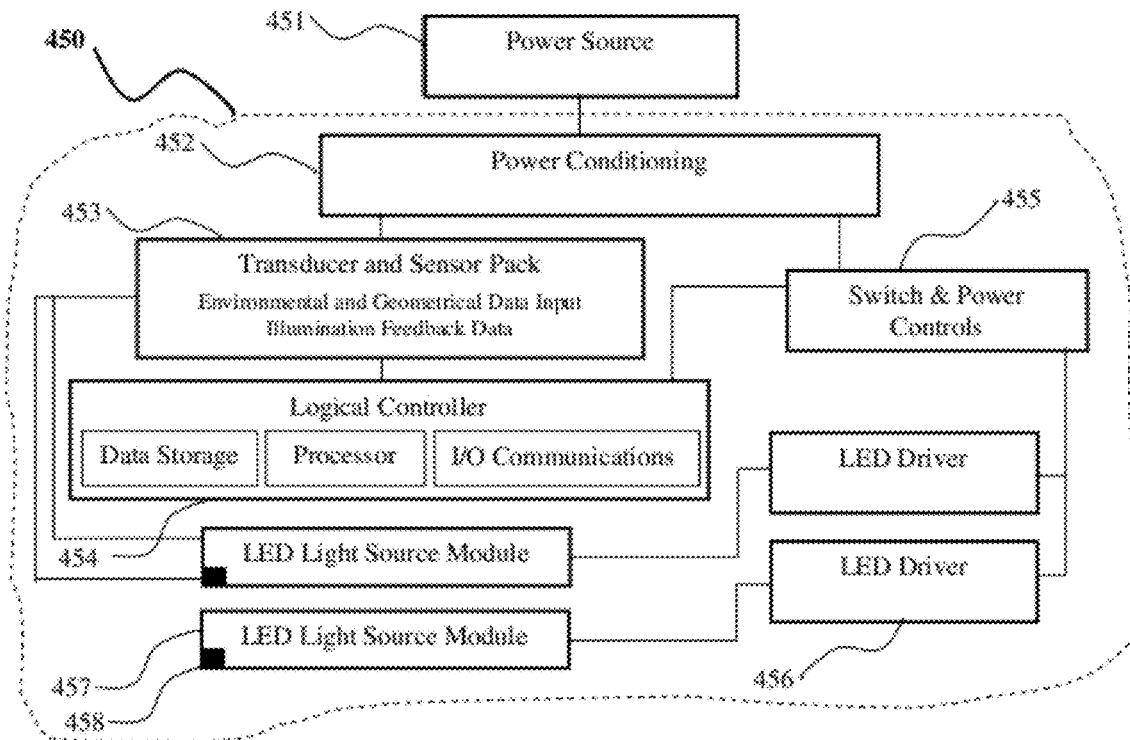 451
Power Source
450
452
Power Conditioning
453
455
Transducer and Sensor Pack
Environmental and Geometrical Data Input
Illumination Feedback Data
Switch & Power
Controls
Logical Controller
Data Storage
Processor
I/O Communications
LED Driver
454
LED Light Source Module
LED Driver
LED Light Source Module
457
456
458